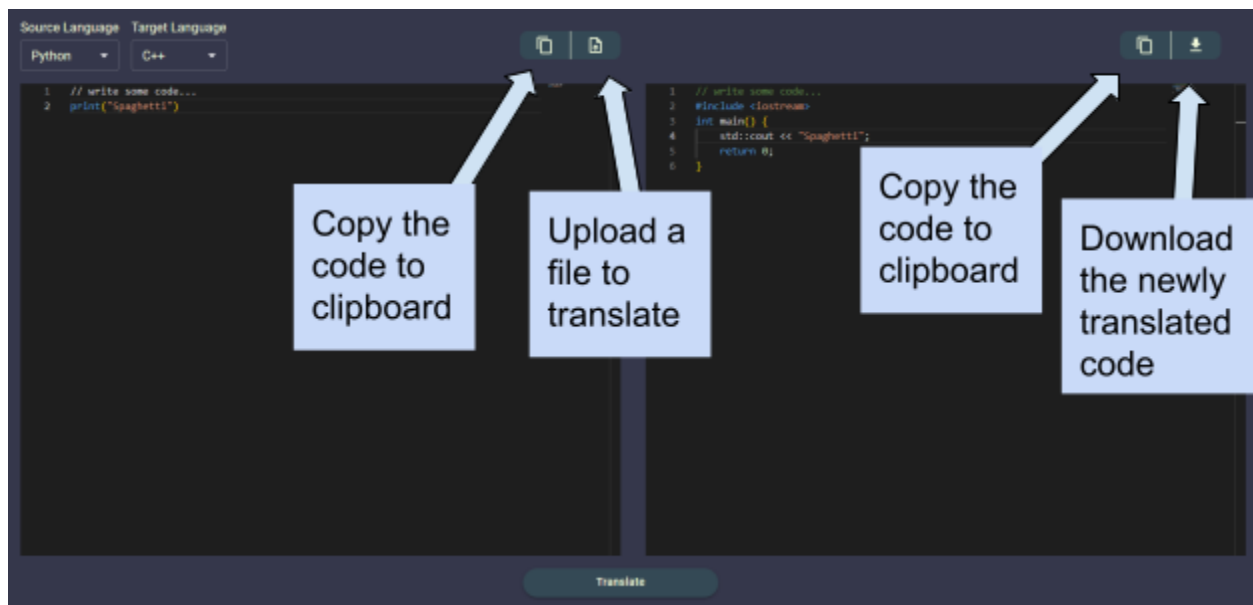 Source Language Target Language
Python C++
1 // write some code...
2 print("Spaghetti")
1 // write some code...
2 #include <iostream>
3 int main() {
4 std::cout << "Spaghetti";
5 return 0;
6 }
Copy the
code to
clipboard
Upload a
file to
translate
Copy the
code to
clipboard
Download
the newly
translated
code
Translate